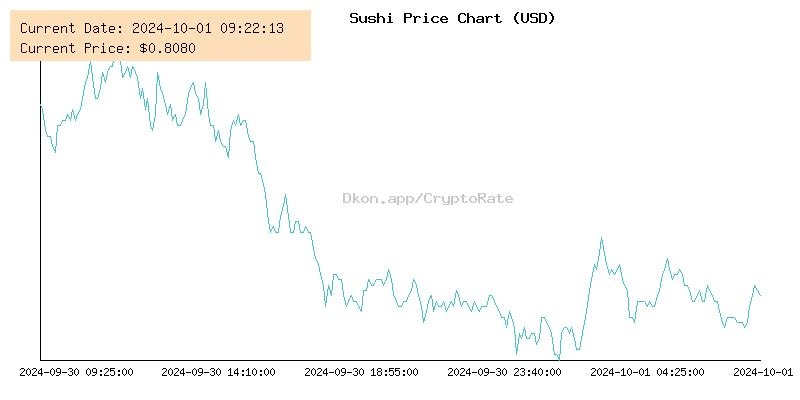 Sushi Price Chart (USD)
Current Date: 2024-10-01 09:22:13
Current Price: $0.8080
Dkon.app/CryptoRate
2024-09-30 09:25:00 2024-09-30 14:10:00 2024-09-30 18:55:00 2024-09-30 23:40:00 2024-10-01 04:25:00 2024-10-01